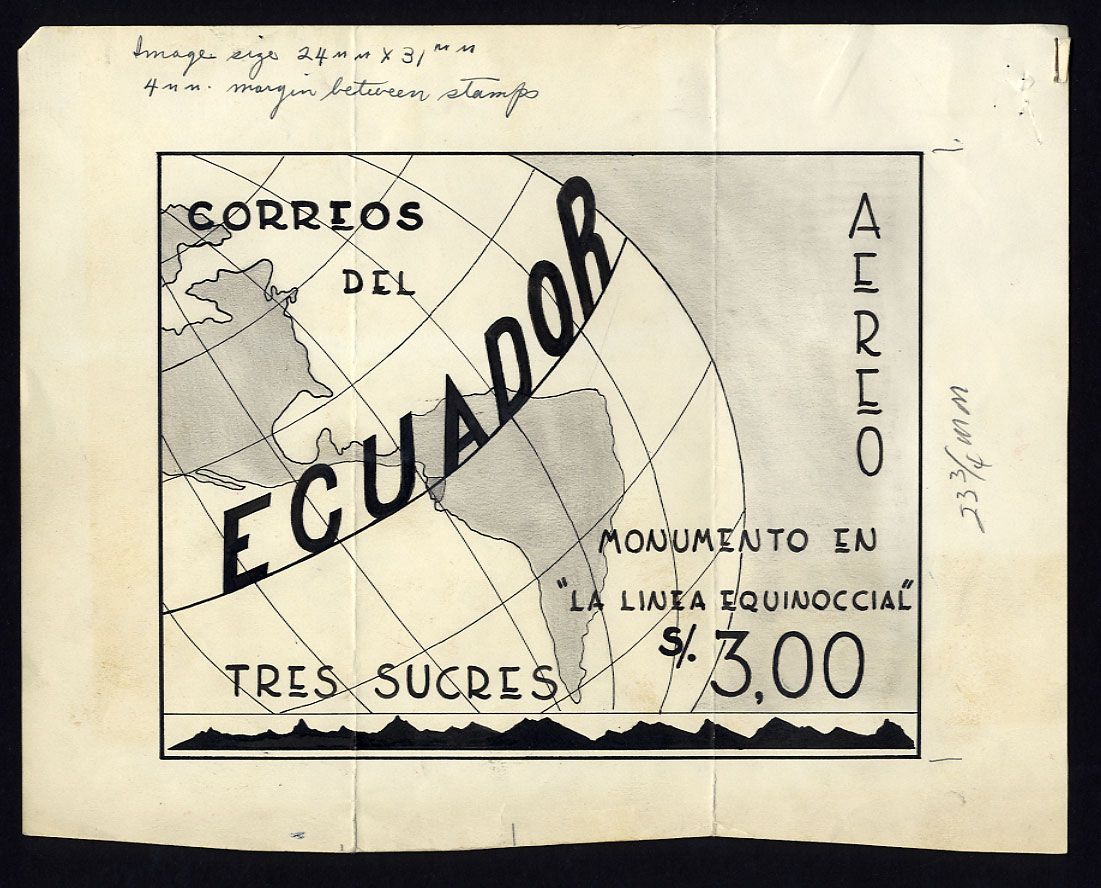 Image size 24mm x 31mm
4mm. margin between stamps
CORREOS
DEL
ECUADOR
AEREO
MONUMENTO EN
"LA LINEA EQUINOCCIAL"
S/. 3,00
TRES SUCRES
23 3/4 MM